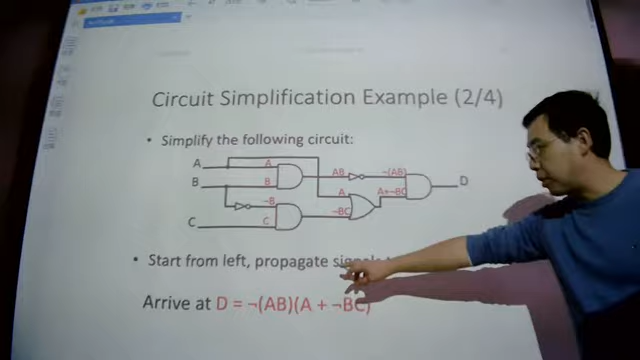 Circuit Simplification Example (2/4)
• Simplify the following circuit:
A A AB ¬(AB)
B B A A+¬BC D
¬B ¬BC
C C
• Start from left, propagate signals
Arrive at D = ¬(AB)(A + ¬BC)